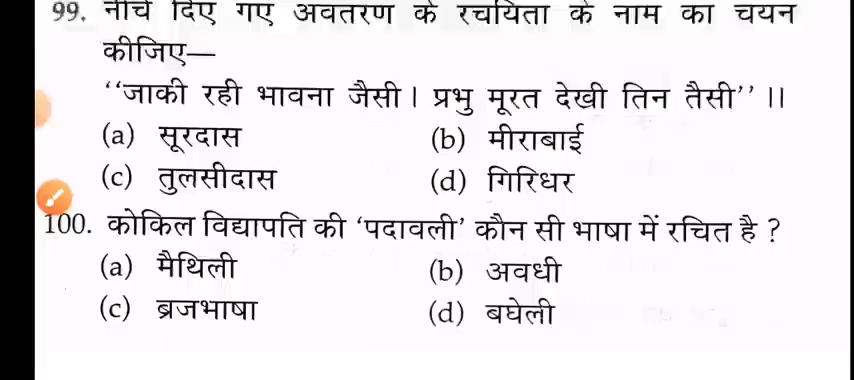 99. नीचे दिए गए अवतरण के रचयिता के नाम का चयन
कीजिए—
“जाकी रही भावना जैसी। प्रभु मूरत देखी तिन तैसी” ॥
(a) सूरदास (b) मीराबाई
(c) तुलसीदास (d) गिरिधर
100. कोकिल विद्यापति की ‘पदावली’ कौन सी भाषा में रचित है ?
(a) मैथिली (b) अवधी
(c) ब्रजभाषा (d) बघेली